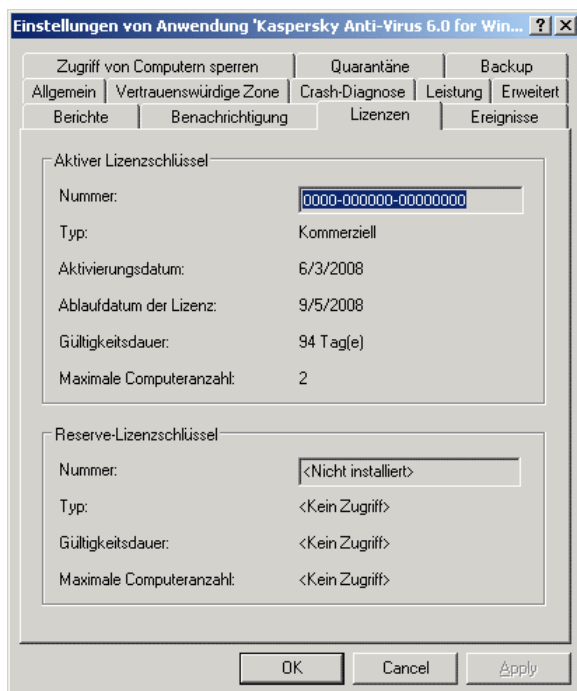 Einstellungen von Anwendung 'Kaspersky Anti-Virus 6.0 for Win...
Zugriff von Computern sperren Quarantäne Backup
Allgemein Vertrauenswürdige Zone Crash-Diagnose Leistung Erweitert
Berichte Benachrichtigung Lizenzen Ereignisse
Aktiver Lizenzschlüssel
Nummer: 0000-000000-00000000
Typ: Kommerziell
Aktivierungsdatum: 6/3/2008
Ablaufdatum der Lizenz: 9/5/2008
Gültigkeitsdauer: 94 Tag(e)
Maximale Computeranzahl: 2
Reserve-Lizenzschlüssel
Nummer: <Nicht installiert>
Typ: <Kein Zugriff>
Gültigkeitsdauer: <Kein Zugriff>
Maximale Computeranzahl: <Kein Zugriff>
OK Cancel Apply